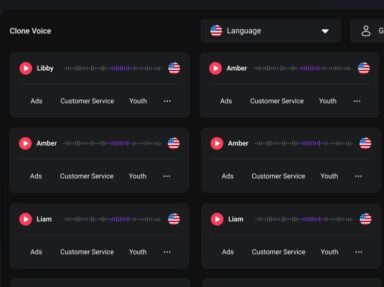 Clone Voice Language G
Libby Amber
Ads Customer Service Youth ... Ads Customer Service Youth ...
Amber Amber
Ads Customer Service Youth ... Ads Customer Service Youth ...
Liam Liam
Ads Customer Service Youth ... Ads Customer Service Youth ...